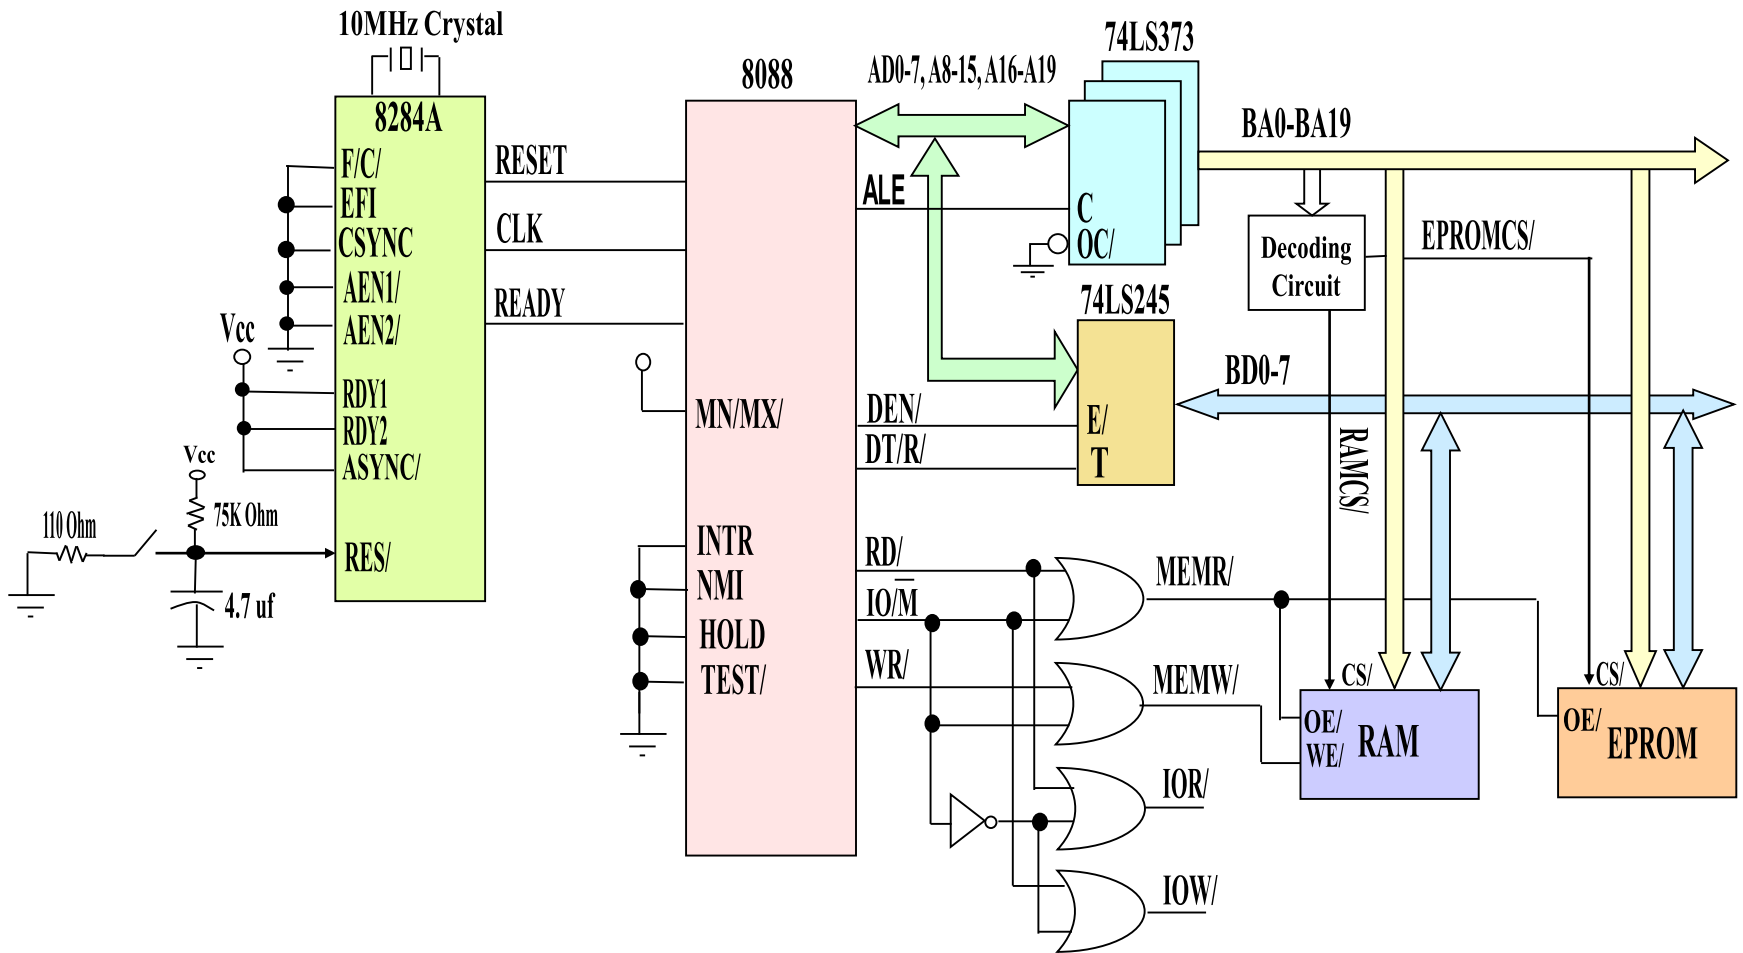 10MHz Crystal
8284A
F/C/
EFI
CSYNC
AEN1/
AEN2/
Vcc
RDY1
RDY2
ASYNC/
Vcc
75K Ohm
110 Ohm
RES/
4.7 uf
RESET
CLK
READY
8088
MN/MX/
INTR
NMI
HOLD
TEST/
AD0-7, A8-15, A16-A19
ALE
DEN/
DT/R/
RD/
IO/M̅
WR/
74LS373
C
OC/
74LS245
E/
T
BA0-BA19
Decoding
Circuit
EPROMCS/
BD0-7
RAMCS/
MEMR/
MEMW/
IOR/
IOW/
CS/
OE/
WE/
RAM
CS/
OE/
EPROM